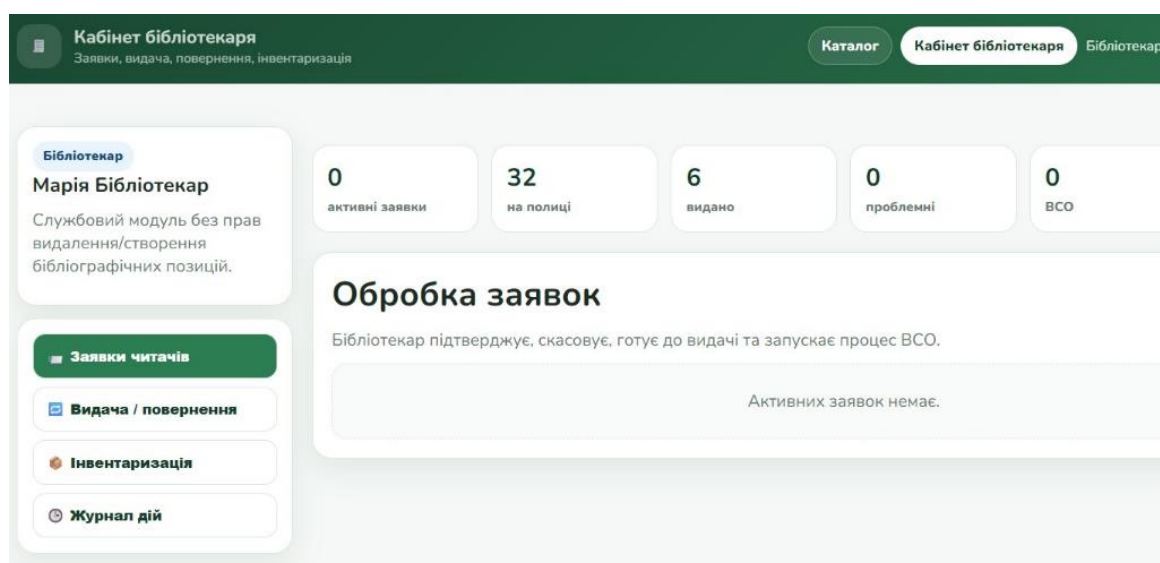 Кабінет бібліотекаря
Заявки, видача, повернення, інвентаризація
Каталог
Кабінет бібліотекаря
Бібліотекар
Бібліотекар
Марія Бібліотекар
Службовий модуль без прав
видалення/створення
бібліографічних позицій.
Заявки читачів
Видача / повернення
Інвентаризація
Журнал дій
0
активні заявки
32
на полиці
6
видано
0
проблемні
0
ВСО
Обробка заявок
Бібліотекар підтверджує, скасовує, готує до видачі та запускає процес ВСО.
Активних заявок немає.